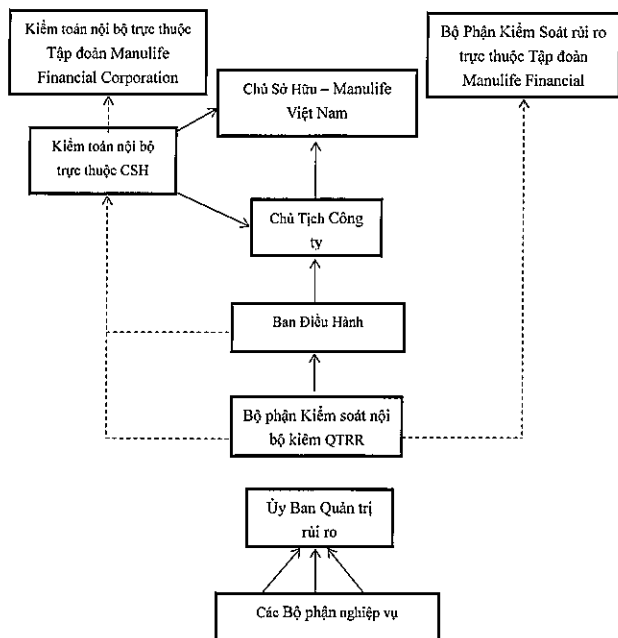 Kiểm toán nội bộ trực thuộc
Tập đoàn Manulife
Financial Corporation
Bộ Phận Kiểm Soát rủi ro
trực thuộc Tập đoàn
Manulife Financial
Chủ Sở Hữu – Manulife
Việt Nam
Kiểm toán nội bộ
trực thuộc CSH
Chủ Tịch Công
ty
Ban Điều Hành
Bộ phận Kiểm soát nội
bộ kiêm QTRR
Ủy Ban Quản trị
rủi ro
Các Bộ phận nghiệp vụ